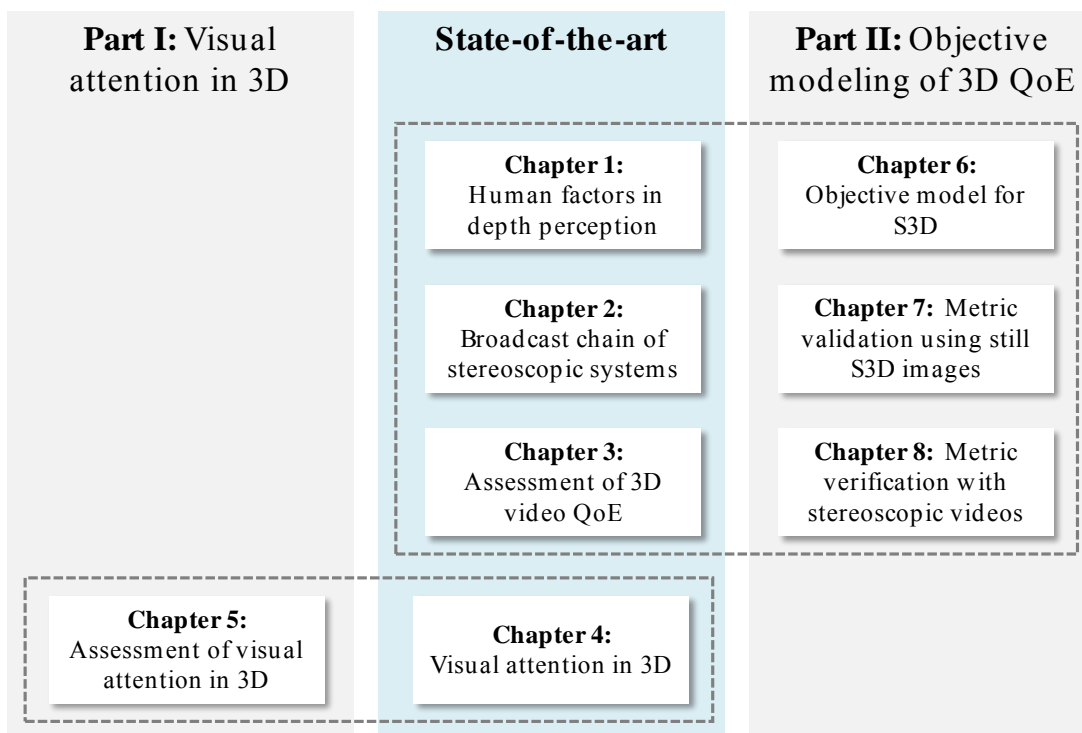 Part I: Visual
attention in 3D
State-of-the-art
Part II: Objective
modeling of 3D QoE
Chapter 1:
Human factors in
depth perception
Chapter 6:
Objective model for
S3D
Chapter 2:
Broadcast chain of
stereoscopic systems
Chapter 7: Metric
validation using still
S3D images
Chapter 3:
Assessment of 3D
video QoE
Chapter 8: Metric
verification with
stereoscopic videos
Chapter 5:
Assessment of visual
attention in 3D
Chapter 4:
Visual attention in 3D